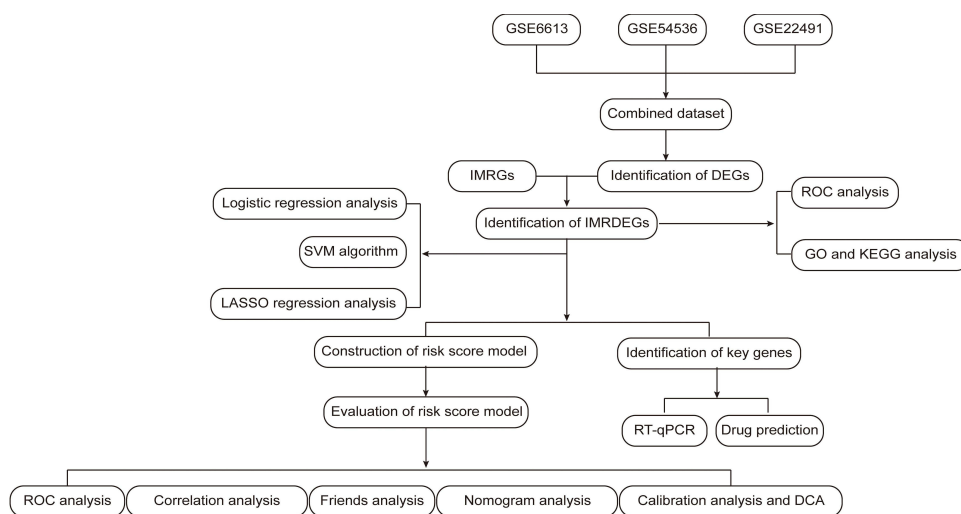 GSE6613
GSE54536
GSE22491
Combined dataset
IMRGs
Identification of DEGs
Logistic regression analysis
ROC analysis
Identification of IMRDEGs
SVM algorithm
GO and KEGG analysis
LASSO regression analysis
Construction of risk score model
Identification of key genes
Evaluation of risk score model
RT-qPCR
Drug prediction
ROC analysis
Correlation analysis
Friends analysis
Nomogram analysis
Calibration analysis and DCA